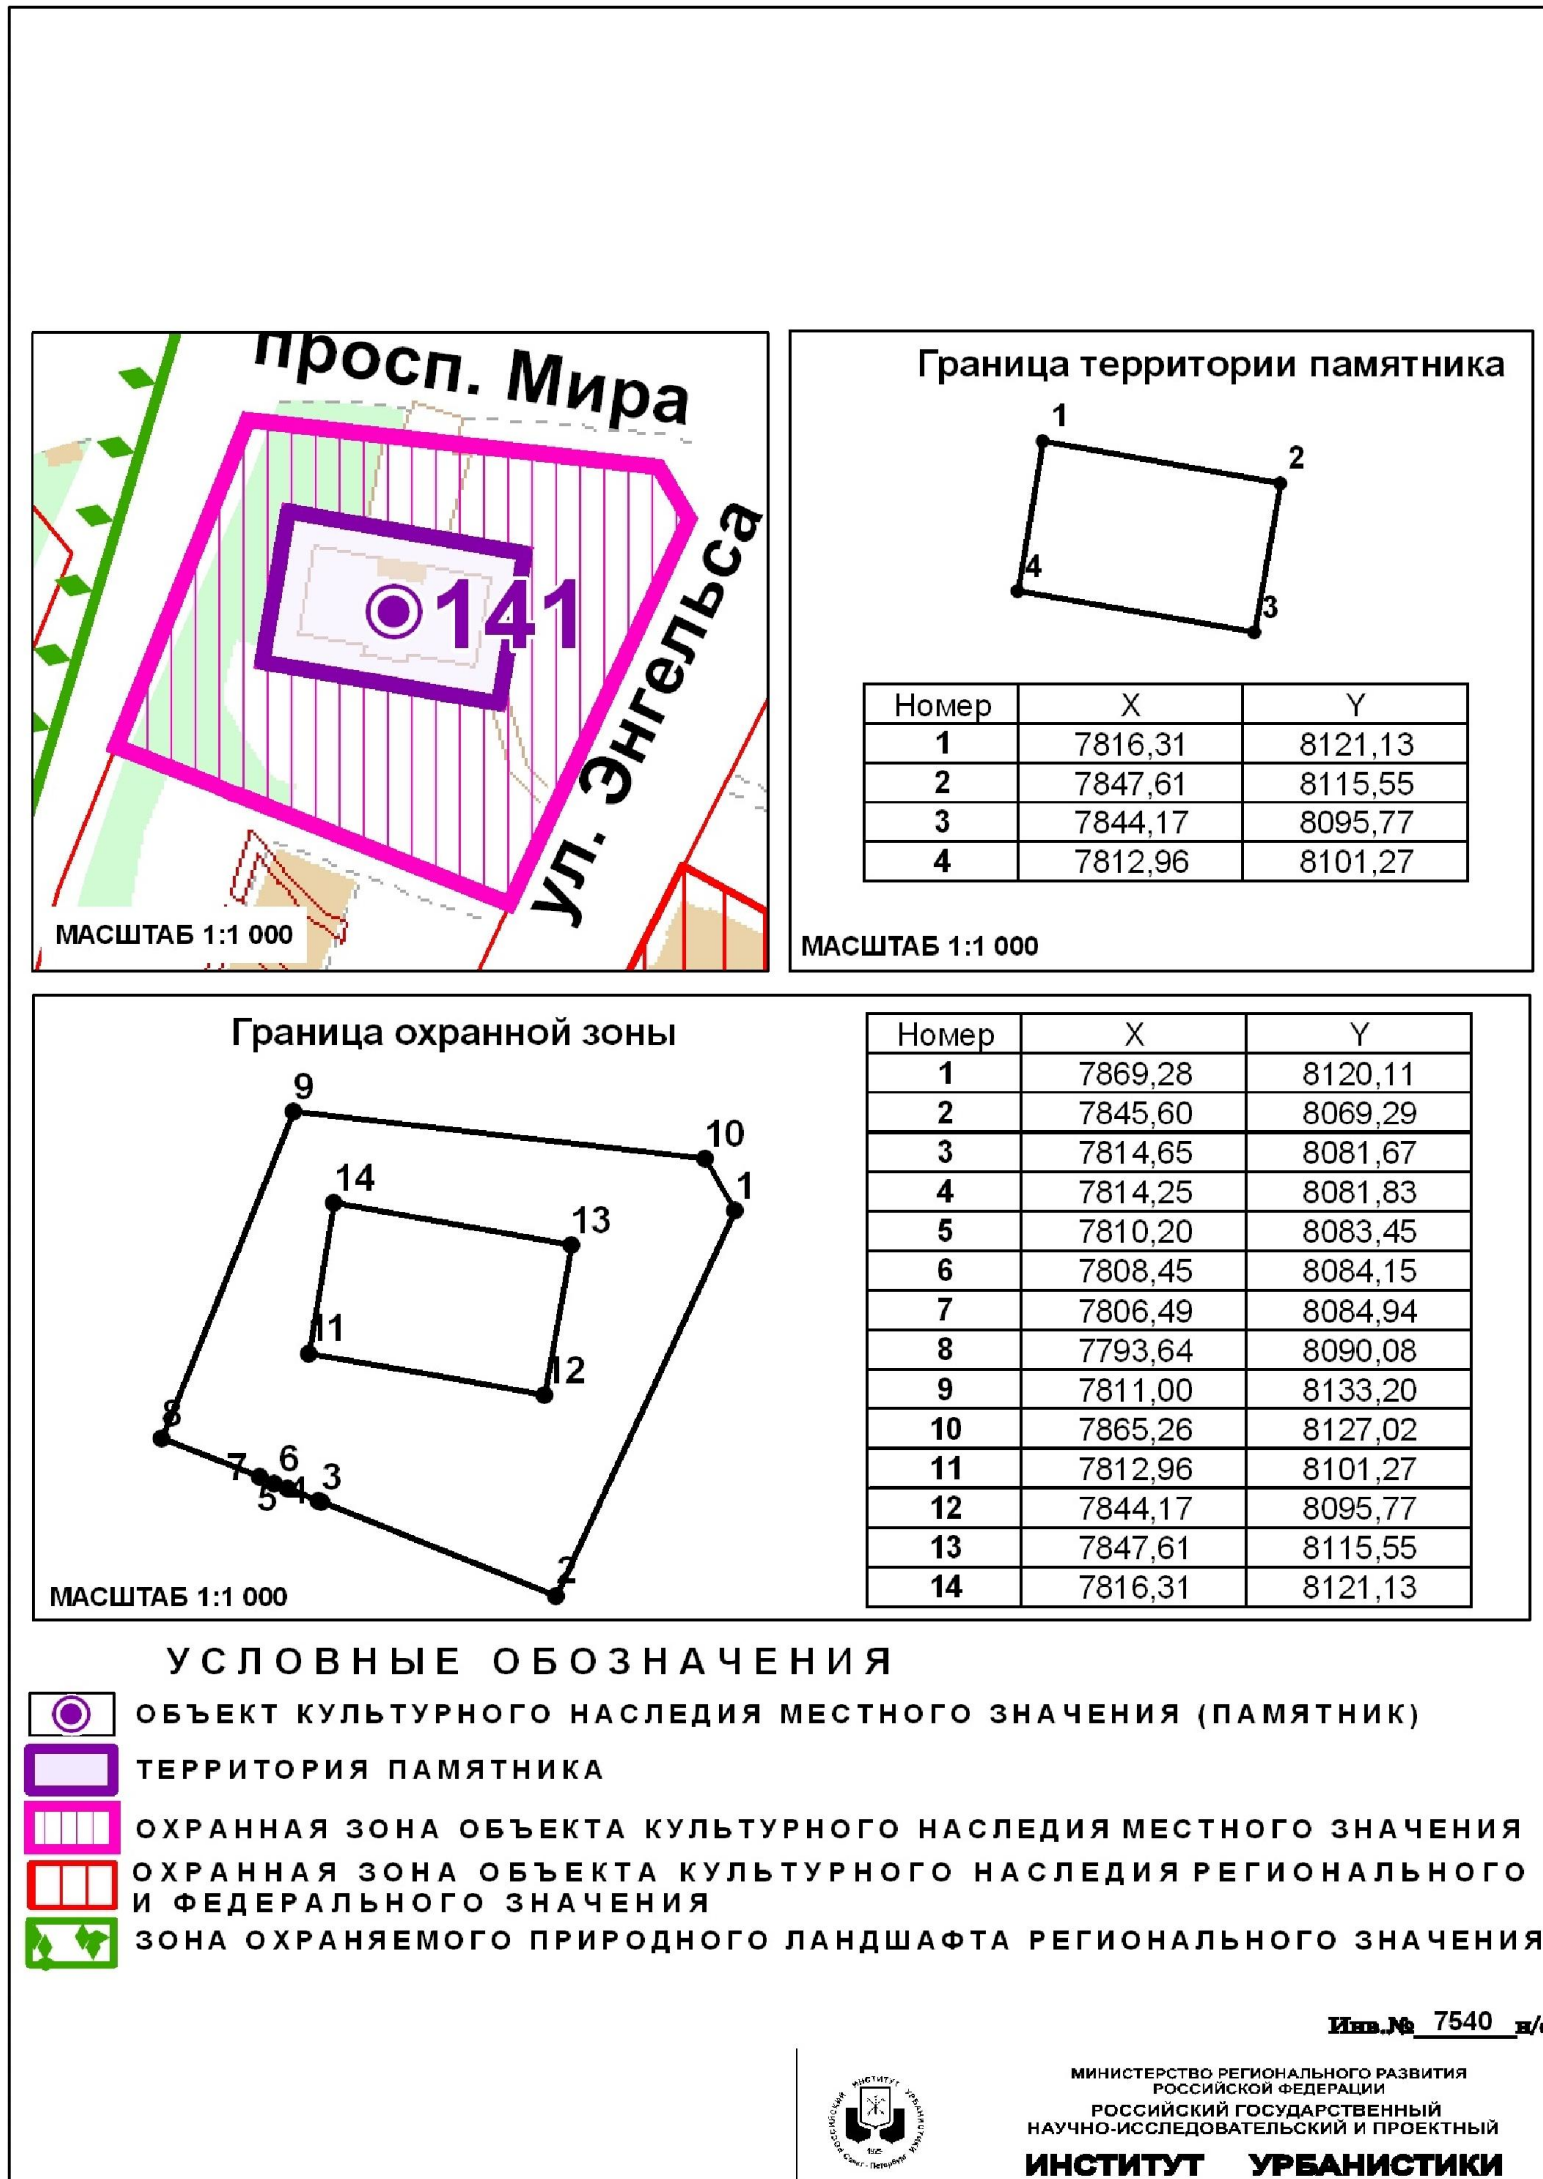 просп. Мира
141
ул. Энгельса
МАСШТАБ 1:1 000
Граница территории памятника
1
2
4
3
Номер X Y
1 7816,31 8121,13
2 7847,61 8115,55
3 7844,17 8095,77
4 7812,96 8101,27
МАСШТАБ 1:1 000
Граница охранной зоны
9
10
14
1
13
11
12
8
7
6
5
4
3
2
МАСШТАБ 1:1 000
Номер X Y
1 7869,28 8120,11
2 7845,60 8069,29
3 7814,65 8081,67
4 7814,25 8081,83
5 7810,20 8083,45
6 7808,45 8084,15
7 7806,49 8084,94
8 7793,64 8090,08
9 7811,00 8133,20
10 7865,26 8127,02
11 7812,96 8101,27
12 7844,17 8095,77
13 7847,61 8115,55
14 7816,31 8121,13
УСЛОВНЫЕ ОБОЗНАЧЕНИЯ
ОБЪЕКТ КУЛЬТУРНОГО НАСЛЕДИЯ МЕСТНОГО ЗНАЧЕНИЯ (ПАМЯТНИК)
ТЕРРИТОРИЯ ПАМЯТНИКА
ОХРАННАЯ ЗОНА ОБЪЕКТА КУЛЬТУРНОГО НАСЛЕДИЯ МЕСТНОГО ЗНАЧЕНИЯ
ОХРАННАЯ ЗОНА ОБЪЕКТА КУЛЬТУРНОГО НАСЛЕДИЯ РЕГИОНАЛЬНОГО
И ФЕДЕРАЛЬНОГО ЗНАЧЕНИЯ
ЗОНА ОХРАНЯЕМОГО ПРИРОДНОГО ЛАНДШАФТА РЕГИОНАЛЬНОГО ЗНАЧЕНИЯ
Инв.№ 7540 н/с
РОССИЙСКИЙ ИНСТИТУТ УРБАНИСТИКИ
1929
Санкт-Петербург
МИНИСТЕРСТВО РЕГИОНАЛЬНОГО РАЗВИТИЯ
РОССИЙСКОЙ ФЕДЕРАЦИИ
РОССИЙСКИЙ ГОСУДАРСТВЕННЫЙ
НАУЧНО-ИССЛЕДОВАТЕЛЬСКИЙ И ПРОЕКТНЫЙ
ИНСТИТУТ УРБАНИСТИКИ